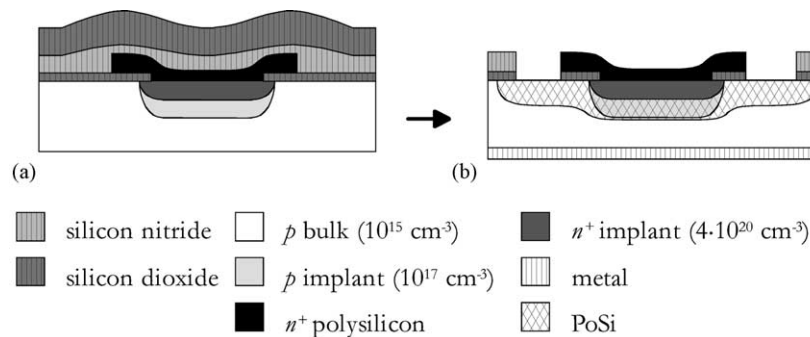 (a)
(b)
silicon nitride
p bulk (10¹⁵ cm⁻³)
n⁺ implant (4·10²⁰ cm⁻³)
silicon dioxide
p implant (10¹⁷ cm⁻³)
metal
n⁺ polysilicon
PoSi